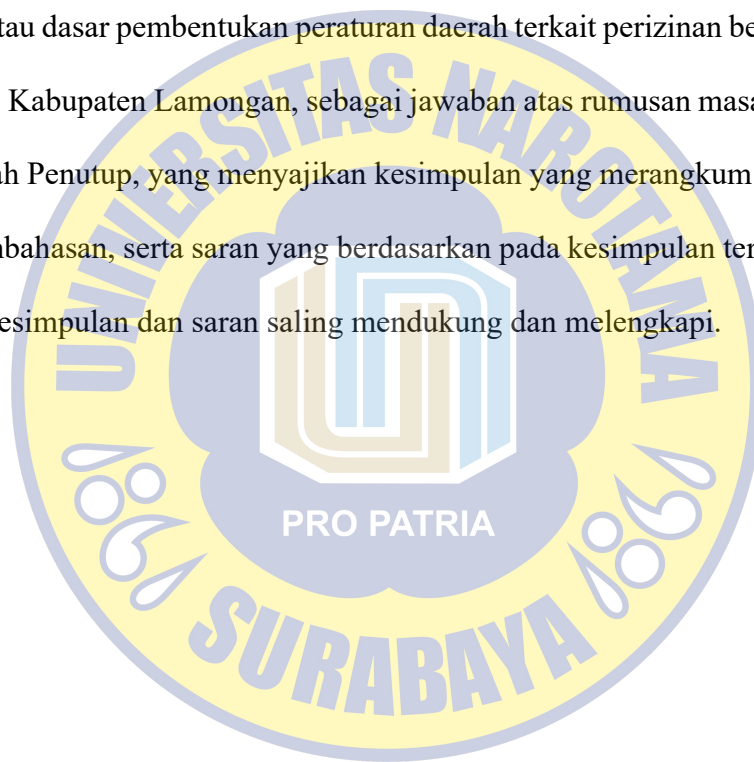 tau dasar pembentukan peraturan daerah terkait perizinan be
Kabupaten Lamongan, sebagai jawaban atas rumusan masa
ah Penutup, yang menyajikan kesimpulan yang merangkum
nbahasan, serta saran yang berdasarkan pada kesimpulan ter
esimpulan dan saran saling mendukung dan melengkapi.
UNIVERSITAS NAROTAMA
PRO PATRIA
SURABAYA